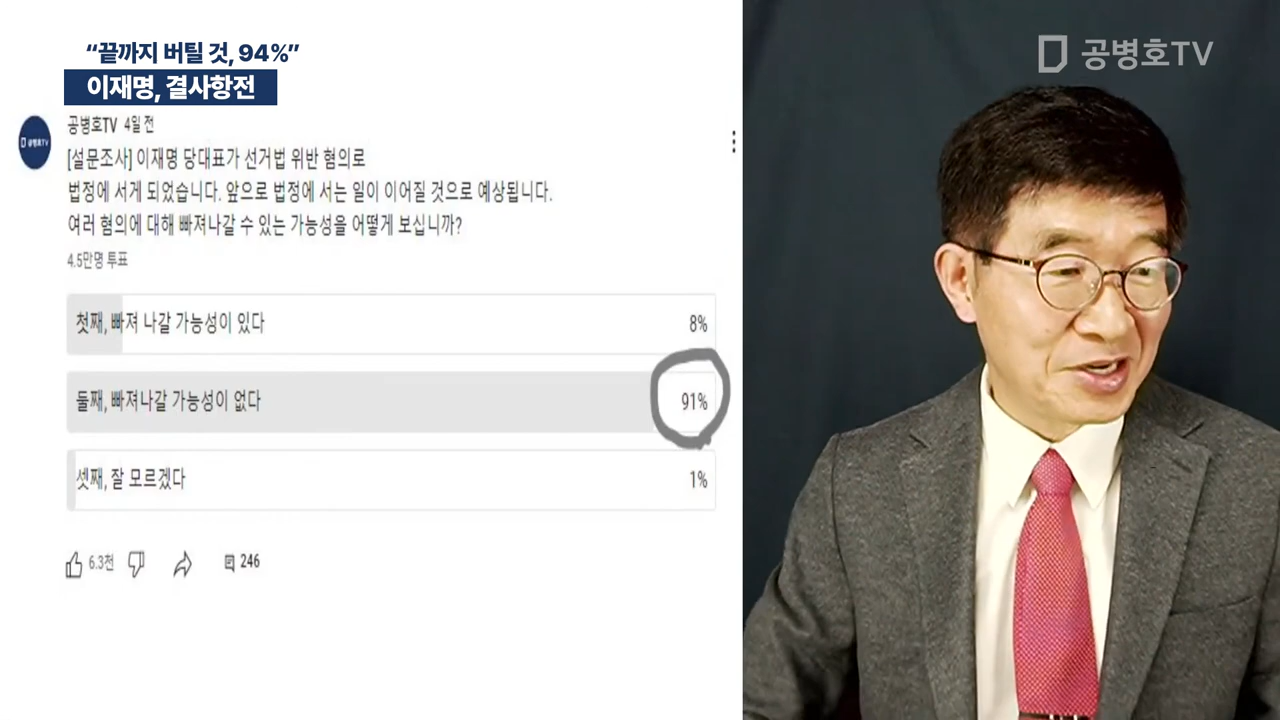 “끝까지 버틸 것, 94%”
이재명, 결사항전
공병호TV
공병호TV
공병호TV 4일 전
[설문조사] 이재명 당대표가 선거법 위반 혐의로
법정에 서게 되었습니다. 앞으로 법정에 서는 일이 이어질 것으로 예상됩니다.
여러 혐의에 대해 빠져나갈 수 있는 가능성을 어떻게 보십니까?
4.5만명 투표
첫째, 빠져 나갈 가능성이 있다 8%
둘째, 빠져나갈 가능성이 없다 91%
셋째, 잘 모르겠다 1%
6.3천 246